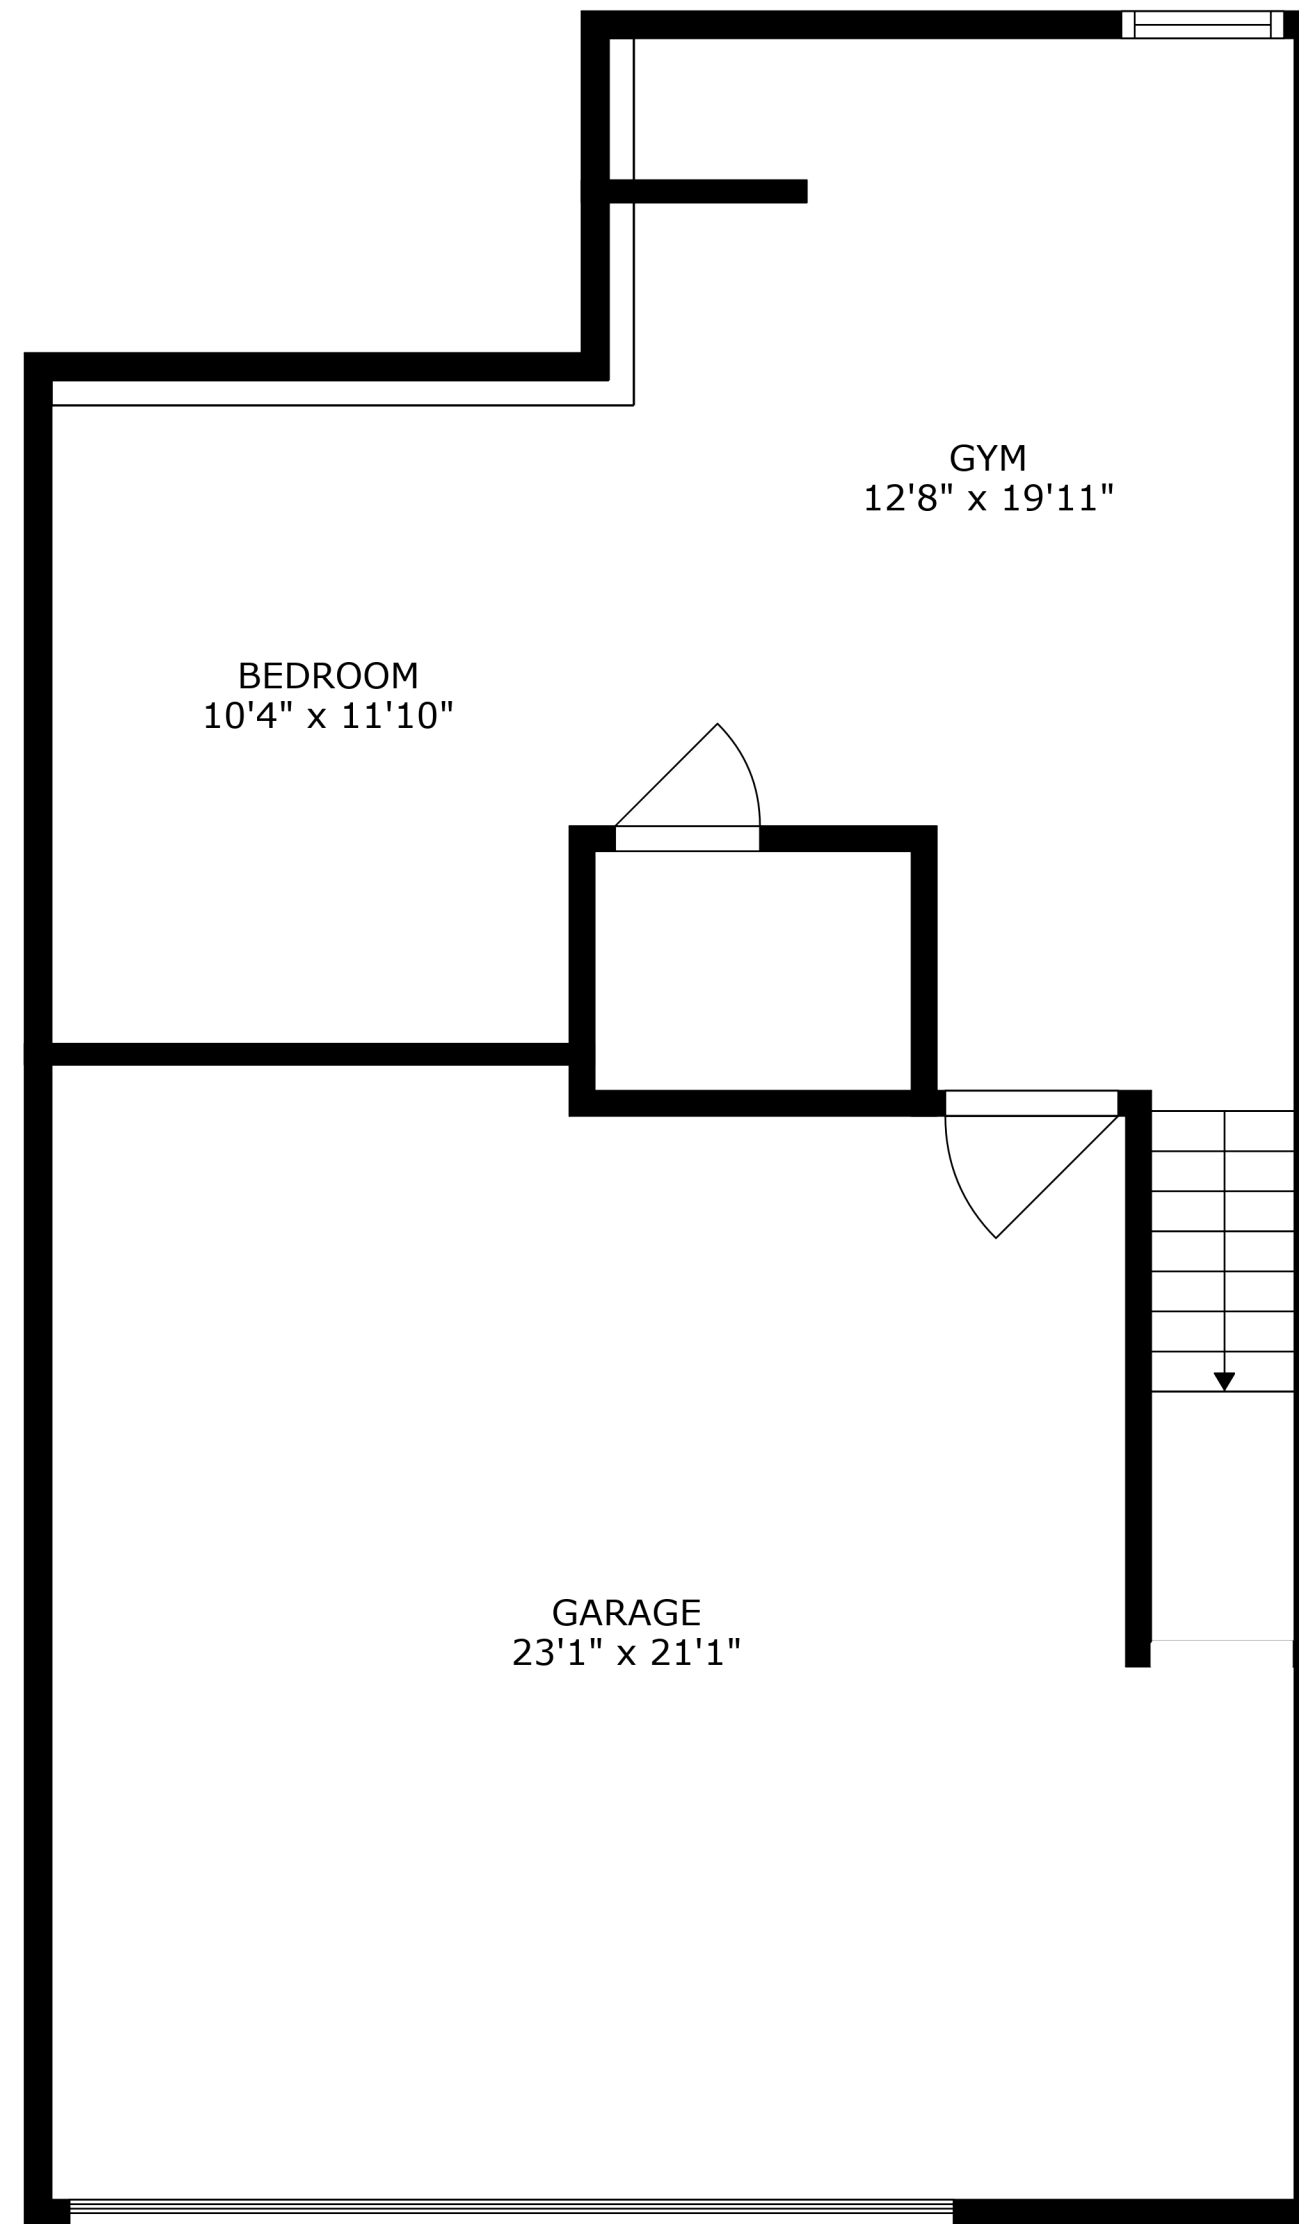 GYM
12'8" x 19'11"
BEDROOM
10'4" x 11'10"
GARAGE
23'1" x 21'1"